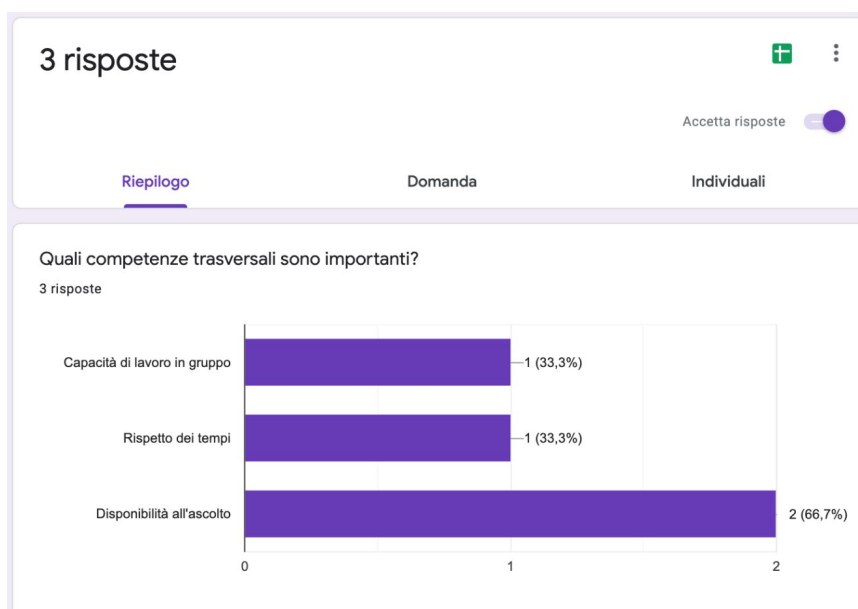 3 risposte
Accetta risposte
Riepilogo Domanda Individuali
Quali competenze trasversali sono importanti?
3 risposte
Capacità di lavoro in gruppo 1 (33,3%)
Rispetto dei tempi 1 (33,3%)
Disponibilità all'ascolto 2 (66,7%)
0 1 2